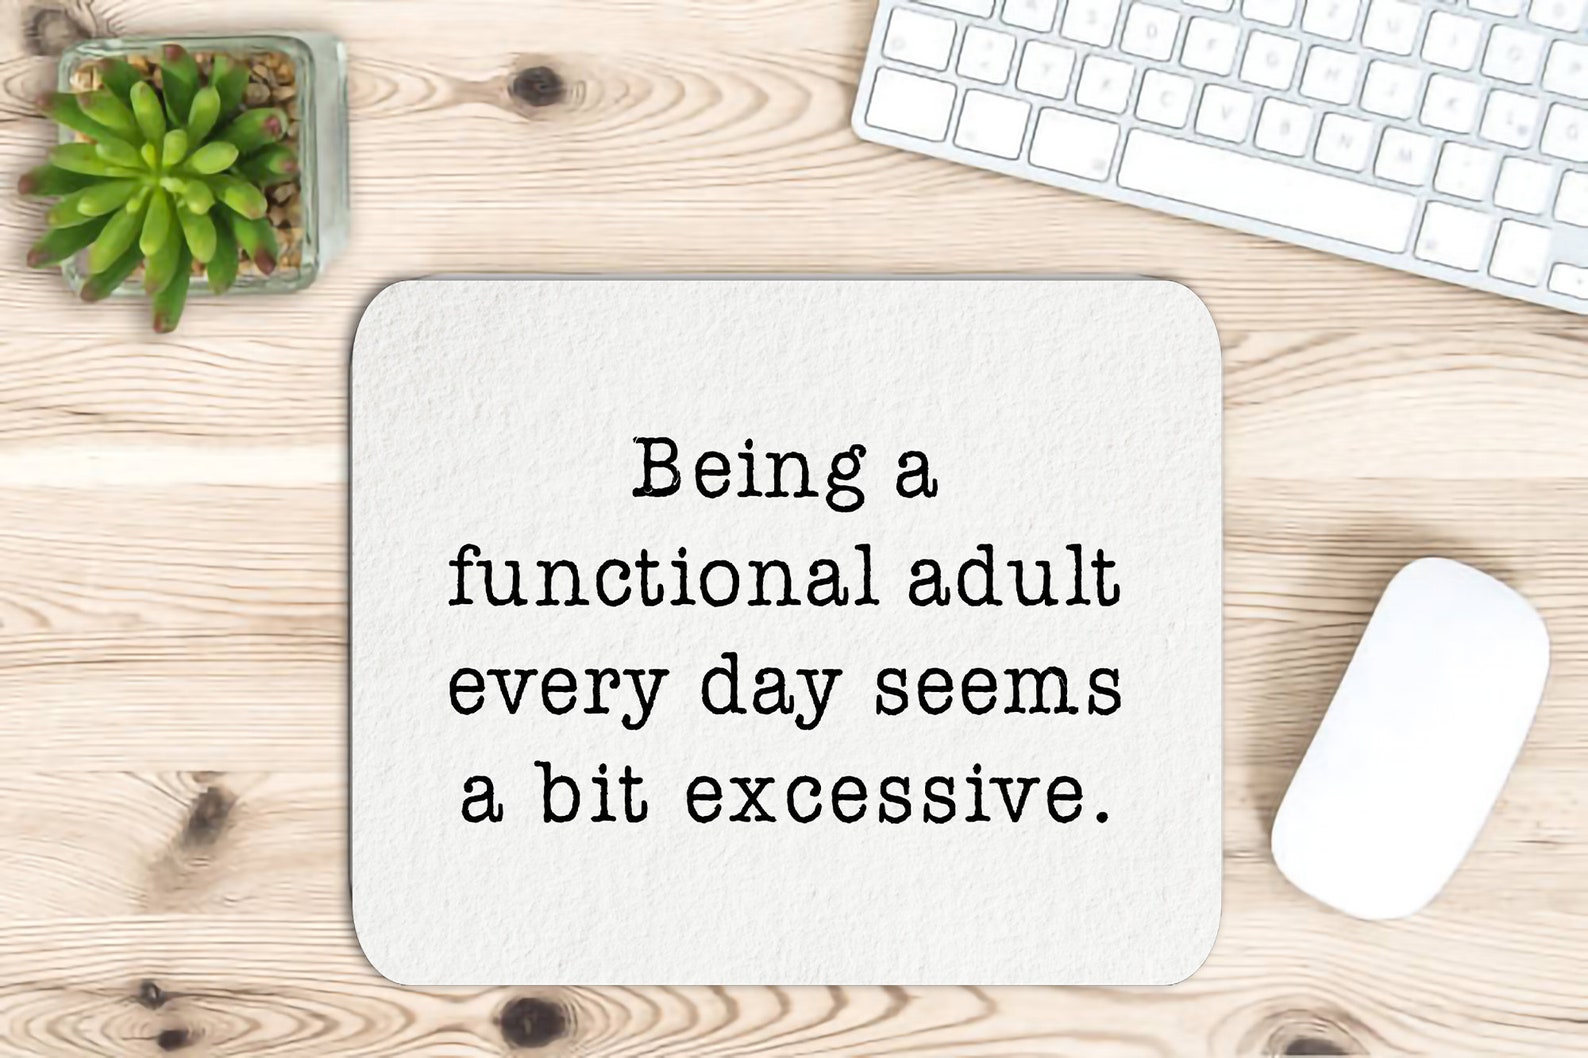 Being a
functional adult
every day seems
a bit excessive.